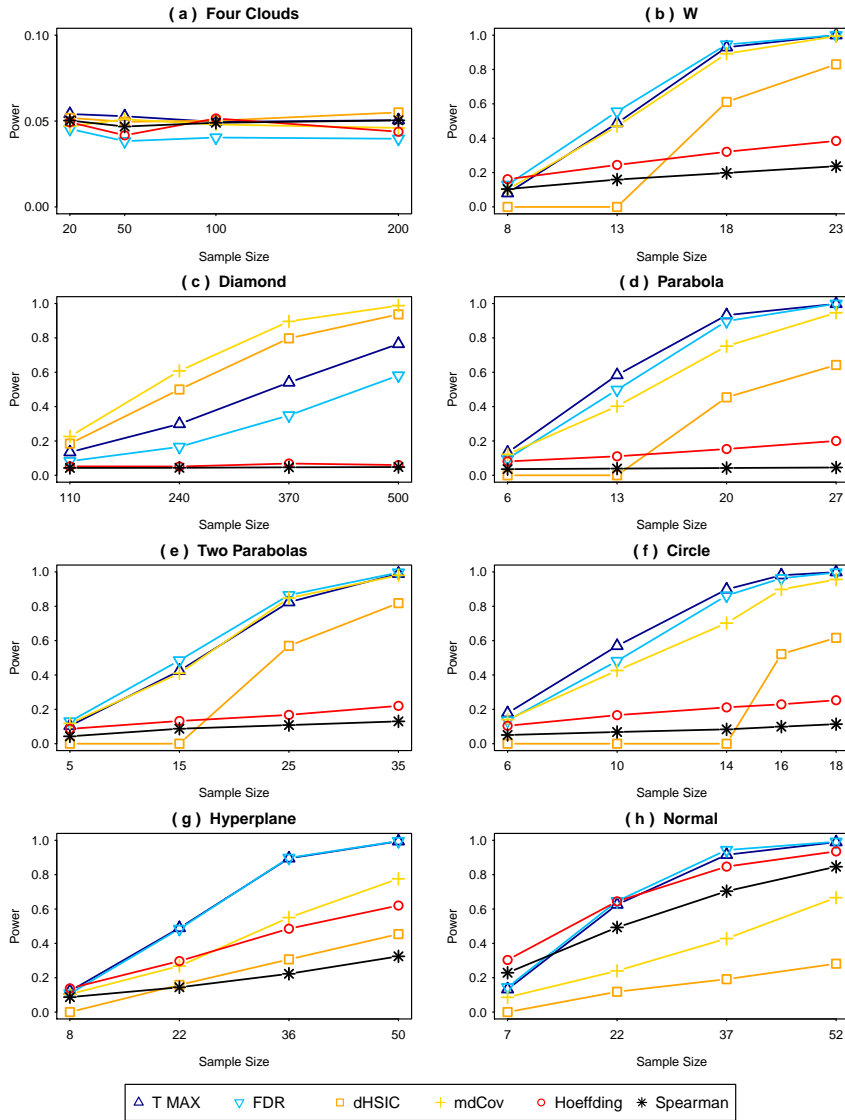 ( a ) Four Clouds
Power
0.10
0.05
0.00
20 50 100 200
Sample Size
( b ) W
Power
1.0
0.8
0.6
0.4
0.2
0.0
8 13 18 23
Sample Size
( c ) Diamond
Power
1.0
0.8
0.6
0.4
0.2
0.0
110 240 370 500
Sample Size
( d ) Parabola
Power
1.0
0.8
0.6
0.4
0.2
0.0
6 13 20 27
Sample Size
( e ) Two Parabolas
Power
1.0
0.8
0.6
0.4
0.2
0.0
5 15 25 35
Sample Size
( f ) Circle
Power
1.0
0.8
0.6
0.4
0.2
0.0
6 10 14 16 18
Sample Size
( g ) Hyperplane
Power
1.0
0.8
0.6
0.4
0.2
0.0
8 22 36 50
Sample Size
( h ) Normal
Power
1.0
0.8
0.6
0.4
0.2
0.0
7 22 37 52
Sample Size
T MAX FDR dHSIC mdCov Hoeffding Spearman